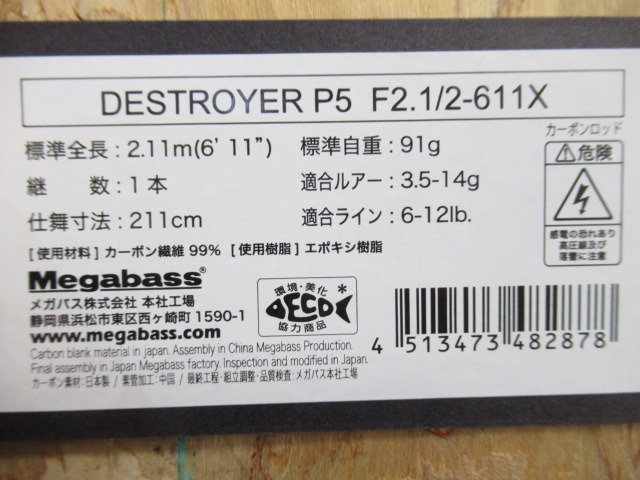 DESTROYER P5 F2.1/2-611X
標準全長：2.11m(6' 11") 標準自重：91g
継 数：1本 適合ルアー：3.5-14g
仕舞寸法：211cm 適合ライン：6-12lb.
[使用材料] カーボン繊維 99% [使用樹脂] エポキシ樹脂
カーボンロッド
⚠危険
感電の恐れあり
高圧線及び
落雷に注意
Megabass®
メガバス株式会社 本社工場
静岡県浜松市東区西ヶ崎町 1590-1
www.megabass.com
環境・美化
DECO*
協力商品
4 513473 482878
Carbon blank material in japan. Assembly in China Megabass Production.
Final assembly in Japan Megabass factory. Inspection and modified in Japan.
カーボン素材：日本製 / 素管加工：中国 / 最終工程・組立調整・品質検査：メガバス本社工場